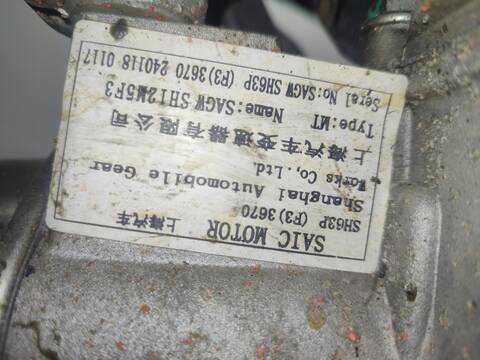 SAIC MOTOR 上海汽车
SH63P (F3)3670
Shanghai Automobile Gear
Works Co., Ltd.
上海汽车变速器有限公司
Type:MT Name:SAGW SH12M5F3
Serial No:SAGW SH63P (F3)3670 240118 0117